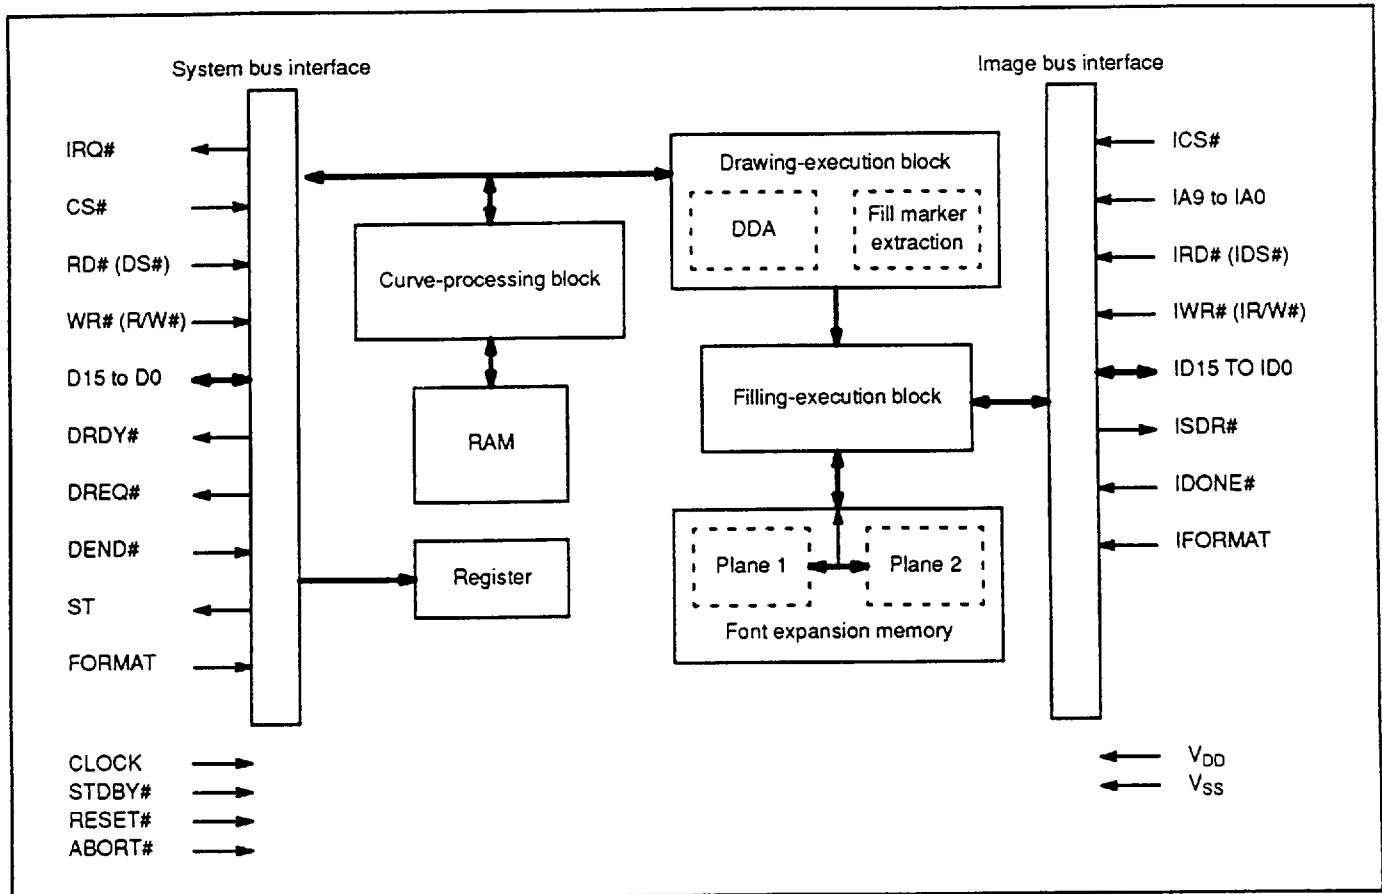 System bus interface
Image bus interface
IRQ#
CS#
RD# (DS#)
WR# (R/W#)
D15 to D0
DRDY#
DREQ#
DEND#
ST
FORMAT
CLOCK
STDBY#
RESET#
ABORT#
Curve-processing block
RAM
Register
Drawing-execution block
DDA
Fill marker
extraction
Filling-execution block
Plane 1
Plane 2
Font expansion memory
ICS#
IA9 to IA0
IRD# (IDS#)
IWR# (IR/W#)
ID15 TO ID0
ISDR#
IDONE#
IFORMAT
VDD
VSS